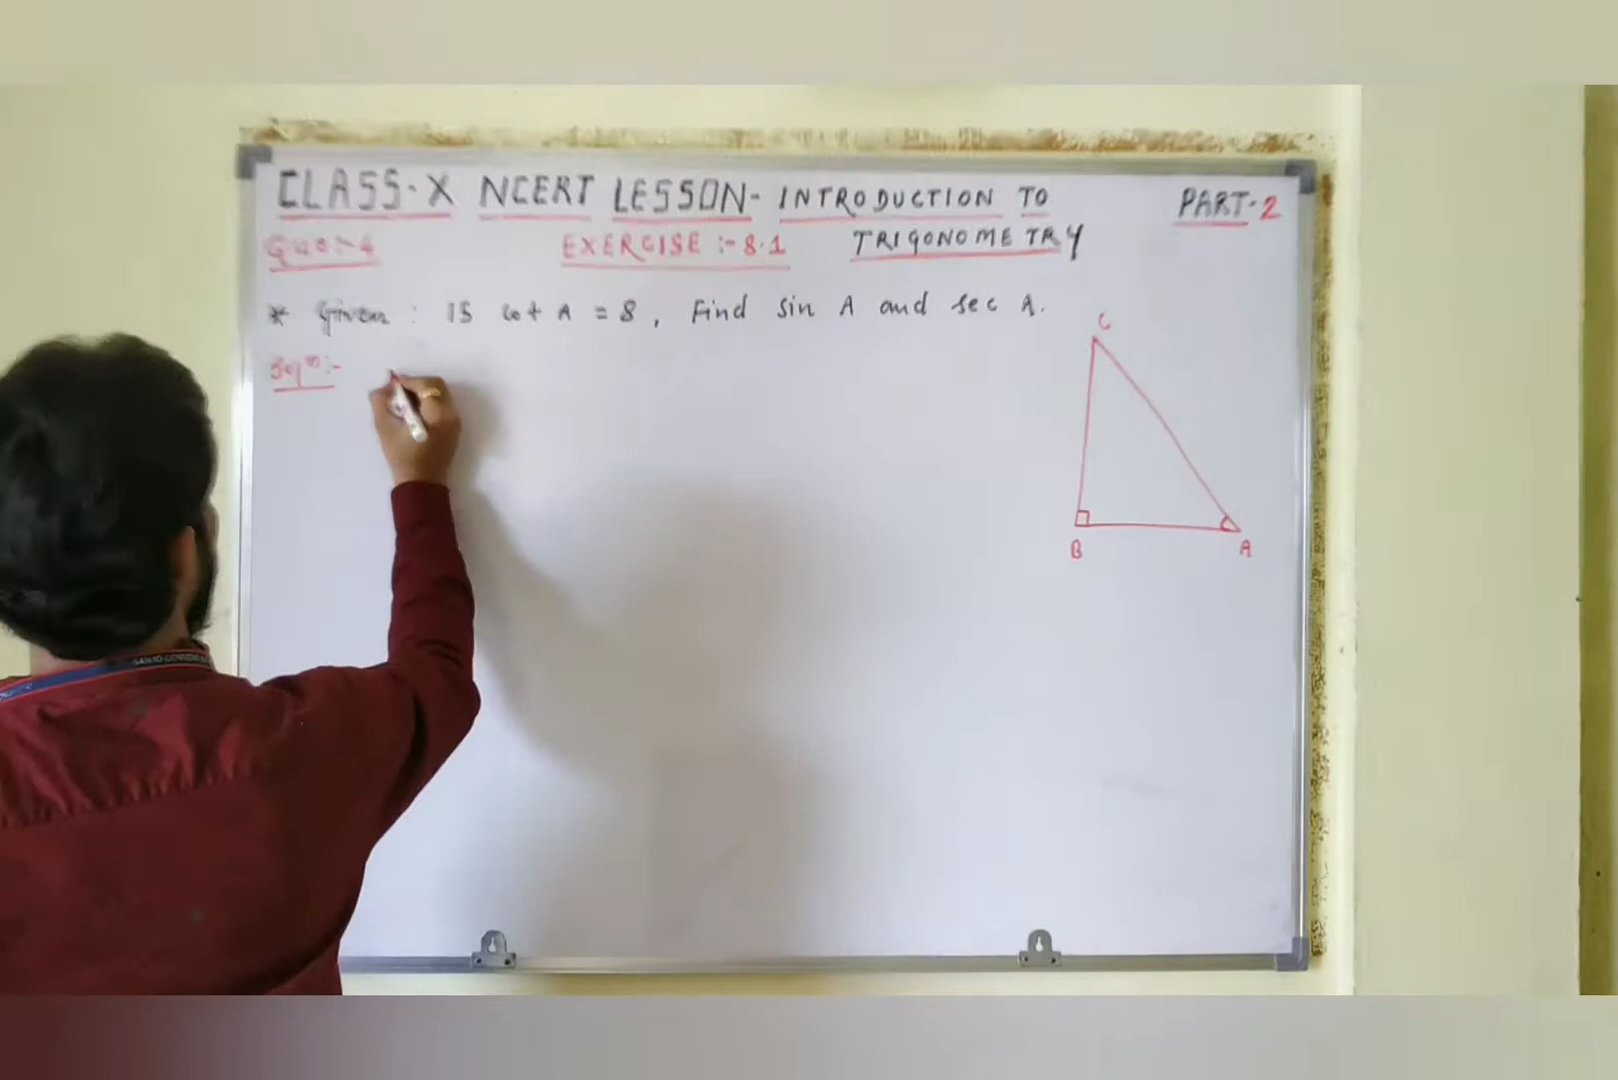 CLASS-X NCERT LESSON- INTRODUCTION TO PART-2
Que:-4 EXERCISE :- 8.1 TRIGONOMETRY
* Given : 15 cot A = 8 , Find sin A and sec A.
Solⁿ:-
C
B A